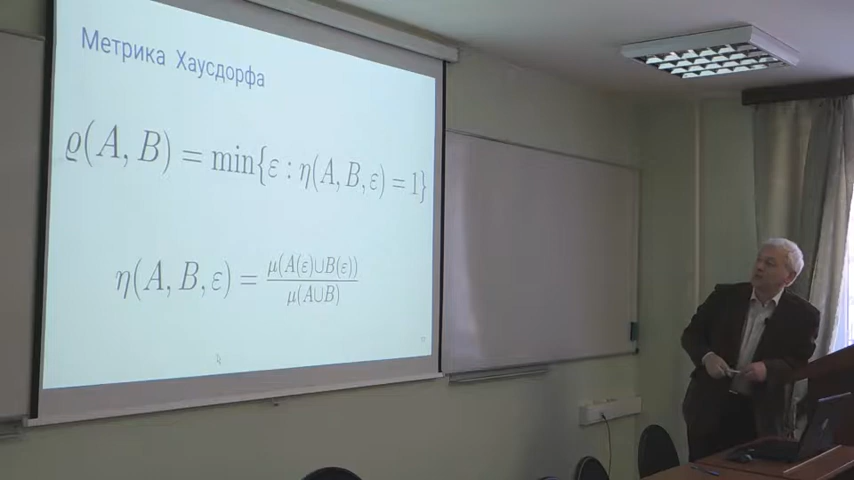 Метрика Хаусдорфа
ϱ(A, B) = min{ε : η(A, B, ε) = 1}
η(A, B, ε) = μ(A(ε)∪B(ε)) / μ(A∪B)